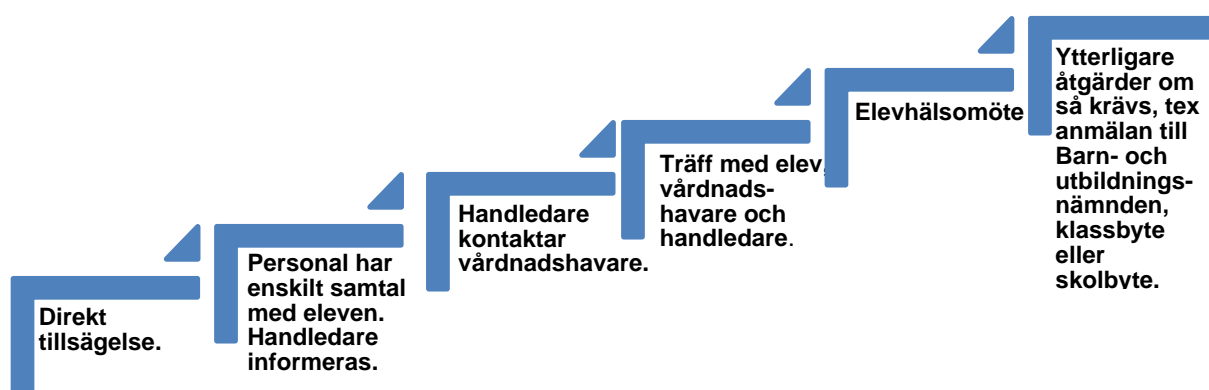 Direkt
tillsägelse.
Personal har
enskilt samtal
med eleven.
Handledare
informeras.
Handledare
kontaktar
vårdnadshavare.
Träff med elev,
vårdnads-
havare och
handledare.
Elevhälsomöte
Ytterligare
åtgärder om
så krävs, tex
anmälan till
Barn- och
utbildnings-
nämnden,
klassbyte
eller
skolbyte.